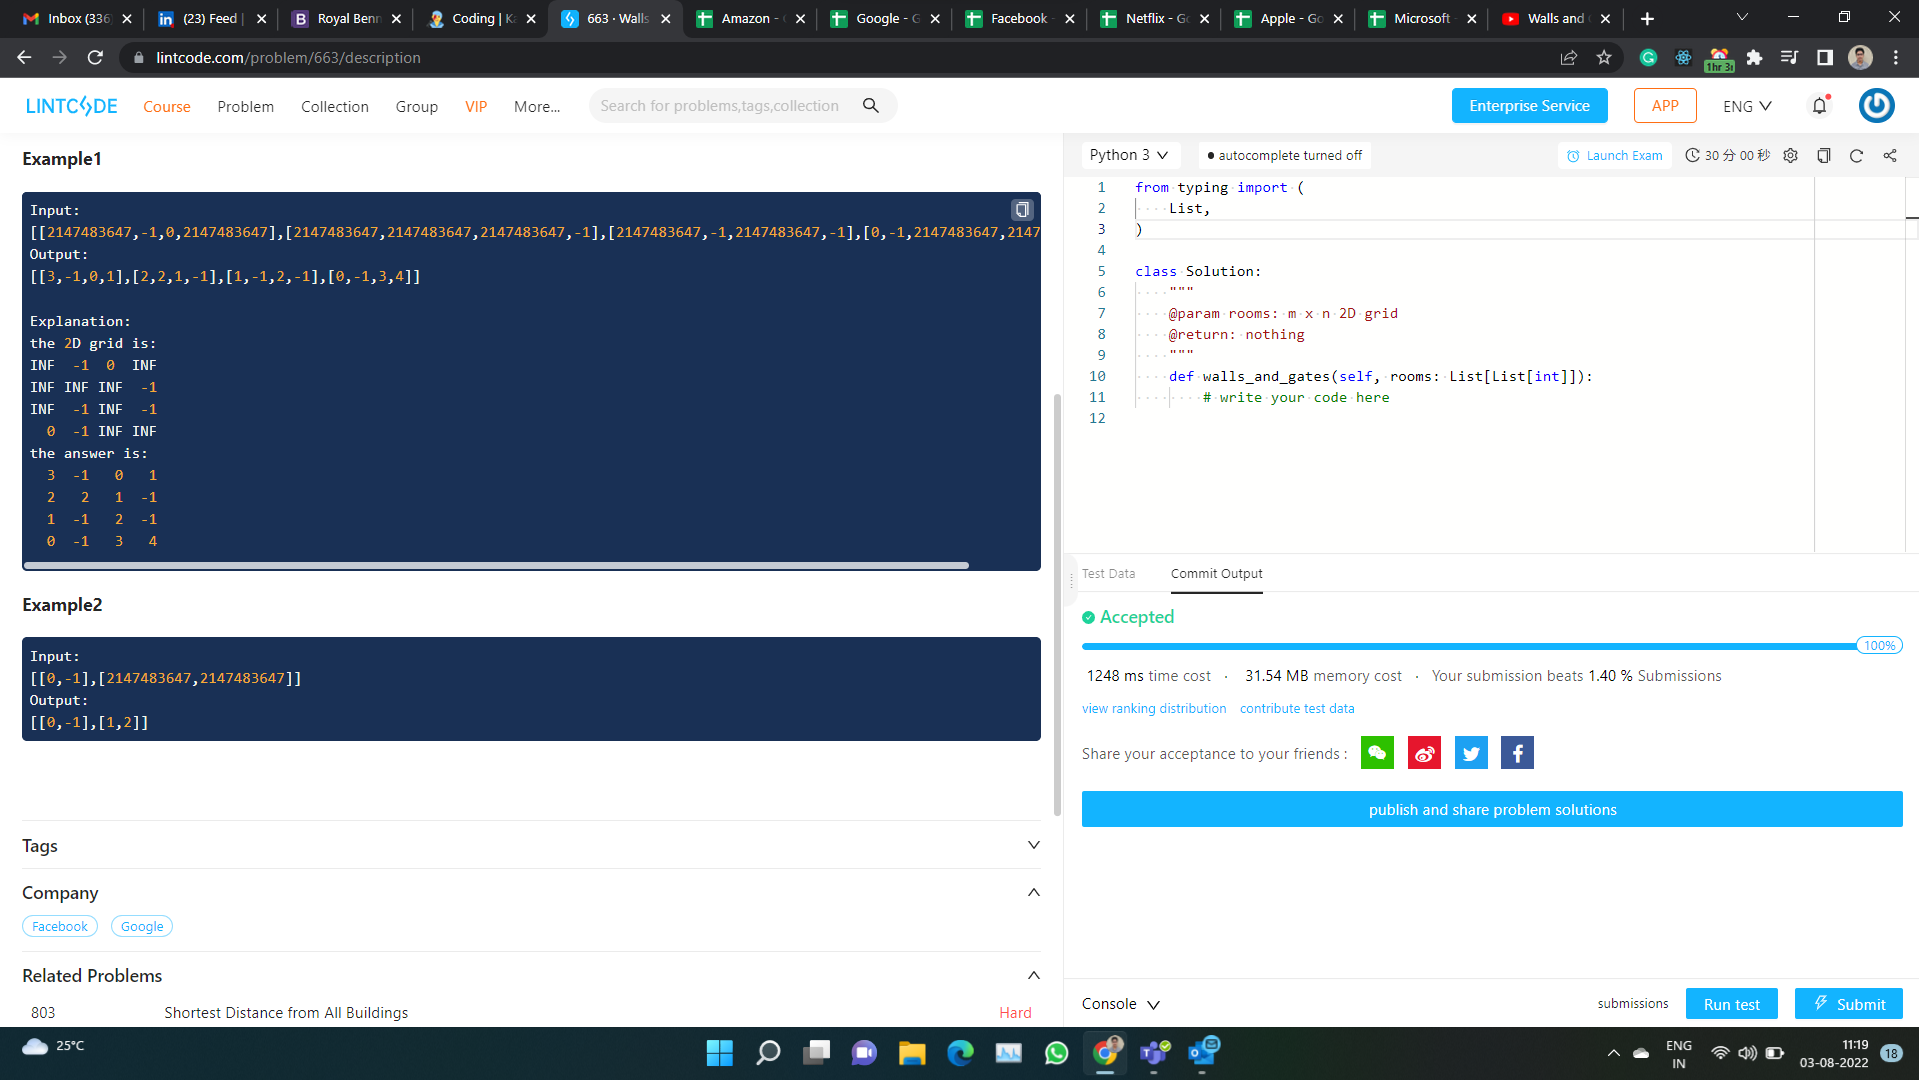 Inbox (336
(23) Feed |
Royal Benn
Coding | Ka
663 · Walls
Amazon - G
Google - G
Facebook -
Netflix - Go
Apple - Go
Microsoft -
Walls and
lintcode.com/problem/663/description
1hr 3
LINTCODE
Course
Problem
Collection
Group
VIP
More...
Search for problems,tags,collection
Enterprise Service
APP
ENG
Example1
Input:
[[2147483647,-1,0,2147483647],[2147483647,2147483647,2147483647,-1],[2147483647,-1,2147483647,-1],[0,-1,2147483647,2147
Output:
[[3,-1,0,1],[2,2,1,-1],[1,-1,2,-1],[0,-1,3,4]]
Explanation:
the 2D grid is:
INF  -1  0  INF
INF INF INF  -1
INF  -1 INF  -1
  0  -1 INF INF
the answer is:
  3  -1   0   1
  2   2   1  -1
  1  -1   2  -1
  0  -1   3   4
Example2
Input:
[[0,-1],[2147483647,2147483647]]
Output:
[[0,-1],[1,2]]
Tags
Company
Facebook
Google
Related Problems
803 Shortest Distance from All Buildings Hard
Python 3
autocomplete turned off
Launch Exam
30 分 00 秒
1 from typing import (
2     List,
3 )
4
5 class Solution:
6     """
7     @param rooms: m x n 2D grid
8     @return: nothing
9     """
10     def walls_and_gates(self, rooms: List[List[int]]):
11         # write your code here
12
Test Data
Commit Output
Accepted
100%
1248 ms time cost · 31.54 MB memory cost · Your submission beats 1.40 % Submissions
view ranking distribution
contribute test data
Share your acceptance to your friends :
publish and share problem solutions
Console
submissions
Run test
Submit
25°C
ENG
IN
11:19
03-08-2022
18